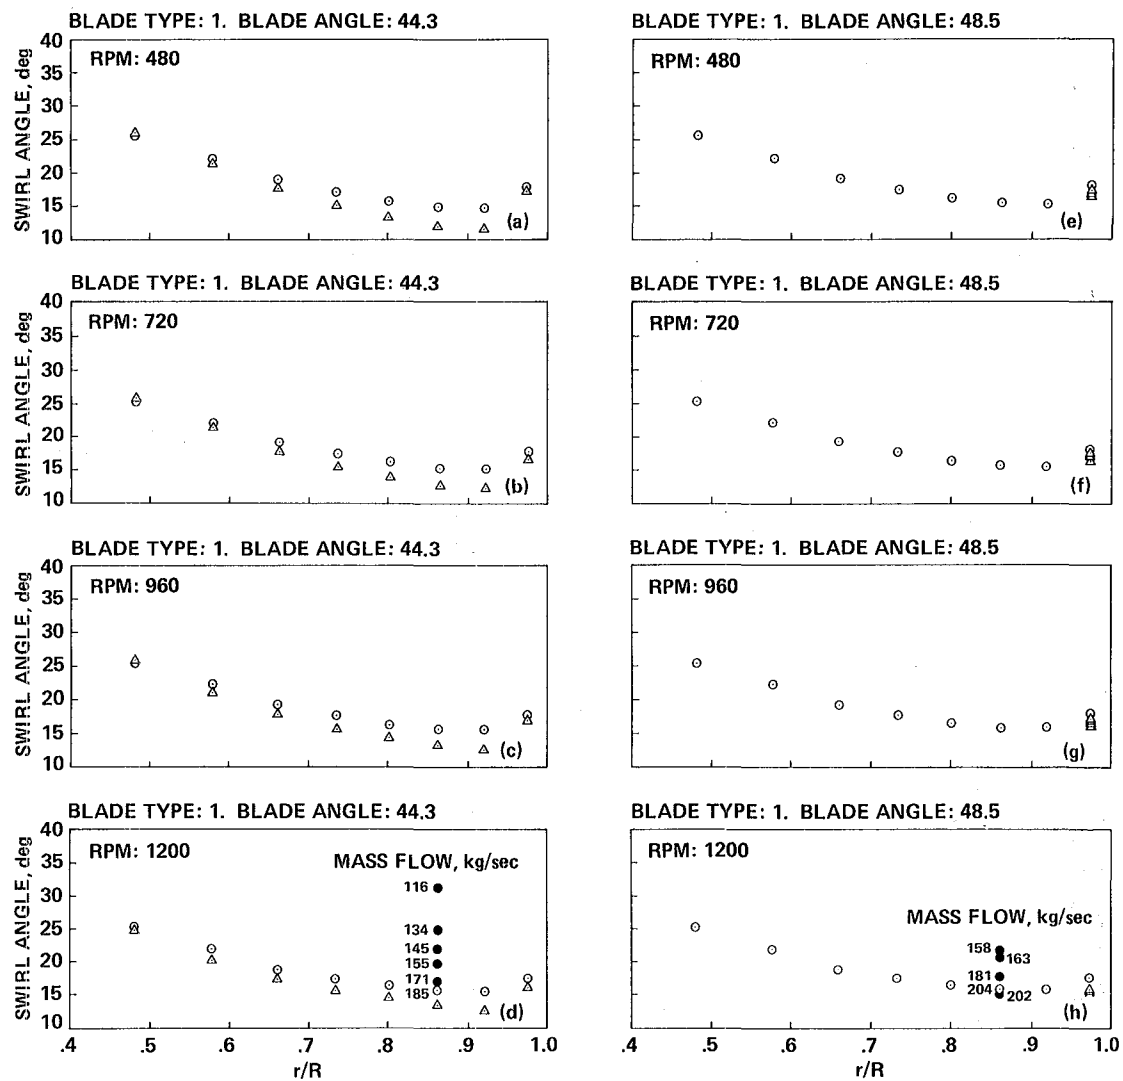 BLADE TYPE: 1. BLADE ANGLE: 44.3
SWIRL ANGLE, deg
40
35
30
25
20
15
10
RPM: 480
(a)
BLADE TYPE: 1. BLADE ANGLE: 48.5
RPM: 480
(e)
BLADE TYPE: 1. BLADE ANGLE: 44.3
SWIRL ANGLE, deg
40
35
30
25
20
15
10
RPM: 720
(b)
BLADE TYPE: 1. BLADE ANGLE: 48.5
RPM: 720
(f)
BLADE TYPE: 1. BLADE ANGLE: 44.3
SWIRL ANGLE, deg
40
35
30
25
20
15
10
RPM: 960
(c)
BLADE TYPE: 1. BLADE ANGLE: 48.5
RPM: 960
(g)
BLADE TYPE: 1. BLADE ANGLE: 44.3
SWIRL ANGLE, deg
40
35
30
25
20
15
10
RPM: 1200
MASS FLOW, kg/sec
116
134
145
155
171
185
(d)
.4 .5 .6 .7 .8 .9 1.0
r/R
BLADE TYPE: 1. BLADE ANGLE: 48.5
RPM: 1200
MASS FLOW, kg/sec
158
163
181
204
202
(h)
.4 .5 .6 .7 .8 .9 1.0
r/R